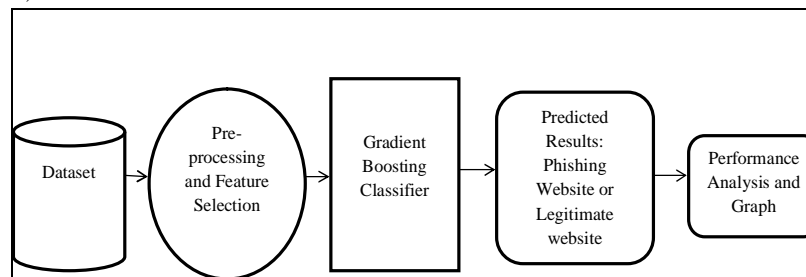 Dataset
Pre-
processing
and Feature
Selection
Gradient
Boosting
Classifier
Predicted
Results:
Phishing
Website or
Legitimate
website
Performance
Analysis and
Graph